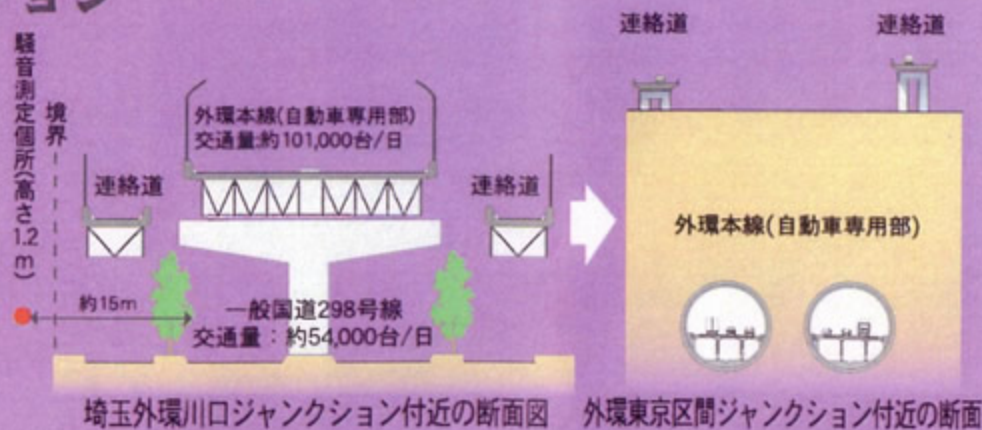 ョン
騒音測定個所(高さ1.2m)
境界
連絡道
外環本線(自動車専用部)
交通量:約101,000台/日
連絡道
約15m
一般国道298号線
交通量：約54,000台/日
埼玉外環川口ジャンクション付近の断面図
連絡道
連絡道
外環本線(自動車専用部)
外環東京区間ジャンクション付近の断面